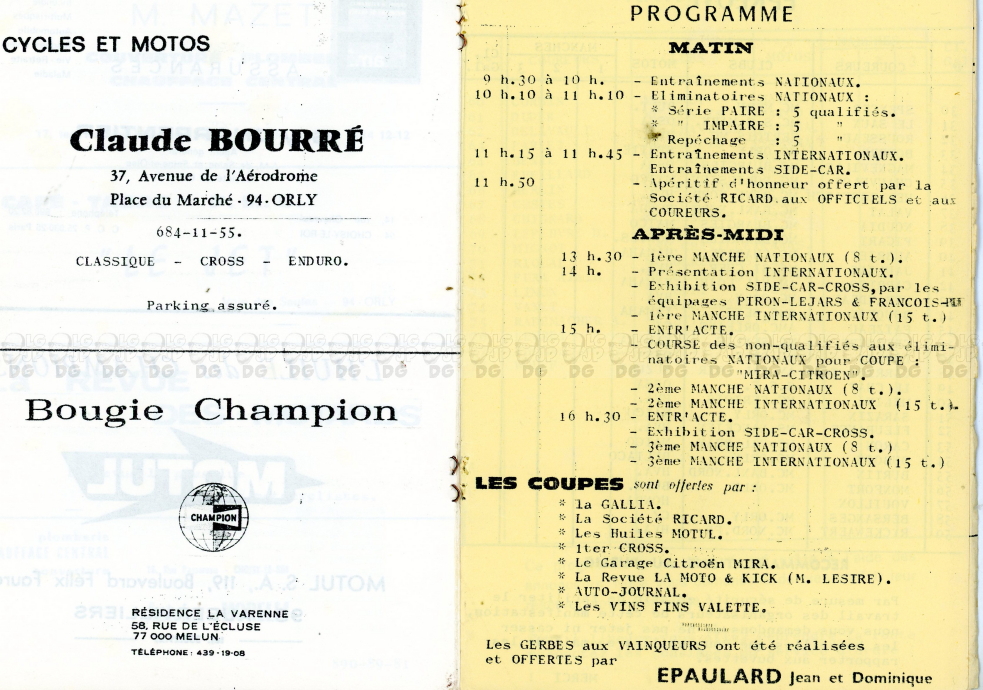 CYCLES ET MOTOS
Claude BOURRÉ
37, Avenue de l'Aérodrome
Place du Marché - 94 - ORLY
684-11-55.
CLASSIQUE - CROSS - ENDURO.
Parking assuré.
Bougie Champion
CHAMPION
RÉSIDENCE LA VARENNE
58, RUE DE L'ÉCLUSE
77 000 MELUN
TÉLÉPHONE : 439-19-08
PROGRAMME
MATIN
9 h.30 à 10 h. - Entraînements NATIONAUX.
10 h.10 à 11 h.10 - Eliminatoires NATIONAUX :
* Série PAIRE : 5 qualifiés.
* " IMPAIRE : 5 "
* Repéchage : 5 "
11 h.15 à 11 h.45 - Entraînements INTERNATIONAUX.
Entraînements SIDE-CAR.
11 h.50 - Apéritif d'honneur offert par la
Société RICARD aux OFFICIELS et aux
COUREURS.
APRÈS-MIDI
13 h.30 - 1ère MANCHE NATIONAUX (8 t.).
14 h. - Présentation INTERNATIONAUX.
- Exhibition SIDE-CAR-CROSS, par les
équipages PIRON-LEJARS & FRANCOIS-
- 1ère MANCHE INTERNATIONAUX (15 t.)
15 h. - ENTR'ACTE.
- COURSE des non-qualifiés aux élimi-
natoires NATIONAUX pour COUPE :
"MIRA-CITROEN".
- 2ème MANCHE NATIONAUX (8 t.).
- 2ème MANCHE INTERNATIONAUX (15 t.).
16 h.30 - ENTR'ACTE.
- Exhibition SIDE-CAR-CROSS.
- 3ème MANCHE NATIONAUX (8 t.)
- 3ème MANCHE INTERNATIONAUX (15 t.)
LES COUPES sont offertes par :
* la GALLIA.
* La Société RICARD.
* Les Huiles MOTUL.
* Iter CROSS.
* Le Garage Citroën MIRA.
* La Revue LA MOTO & KICK (M. LESIRE).
* AUTO-JOURNAL.
* Les VINS FINS VALETTE.
Les GERBES aux VAINQUEURS ont été réalisées
et OFFERTES par
EPAULARD Jean et Dominique